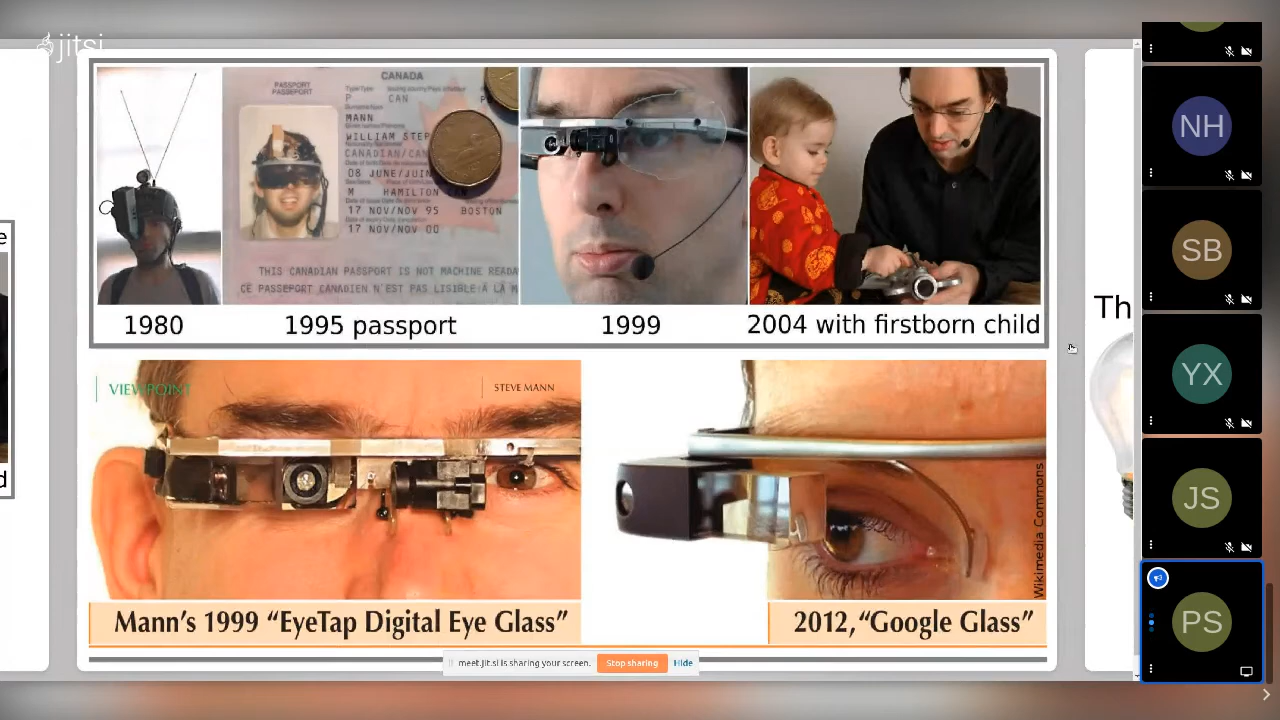 jitsi
CANADA
PASSPORT
PASSEPORT
P CAN
MANN
WILLIAM STEP
CANADIAN/CAN
08 JUNE/JUIN
M HAMILTON
17 NOV/NOV 95 BOSTON
17 NOV/NOV 00
THIS CANADIAN PASSPORT IS NOT MACHINE READA
CE PASSEPORT CANADIEN N'EST PAS LISIBLE À LA M
1980
1995 passport
1999
2004 with firstborn child
VIEWPOINT
STEVE MANN
Wikimedia Commons
Mann's 1999 "EyeTap Digital Eye Glass"
2012, "Google Glass"
meet.jit.si is sharing your screen.
Stop sharing
Hide
e
d
Th
NH
SB
YX
JS
PS